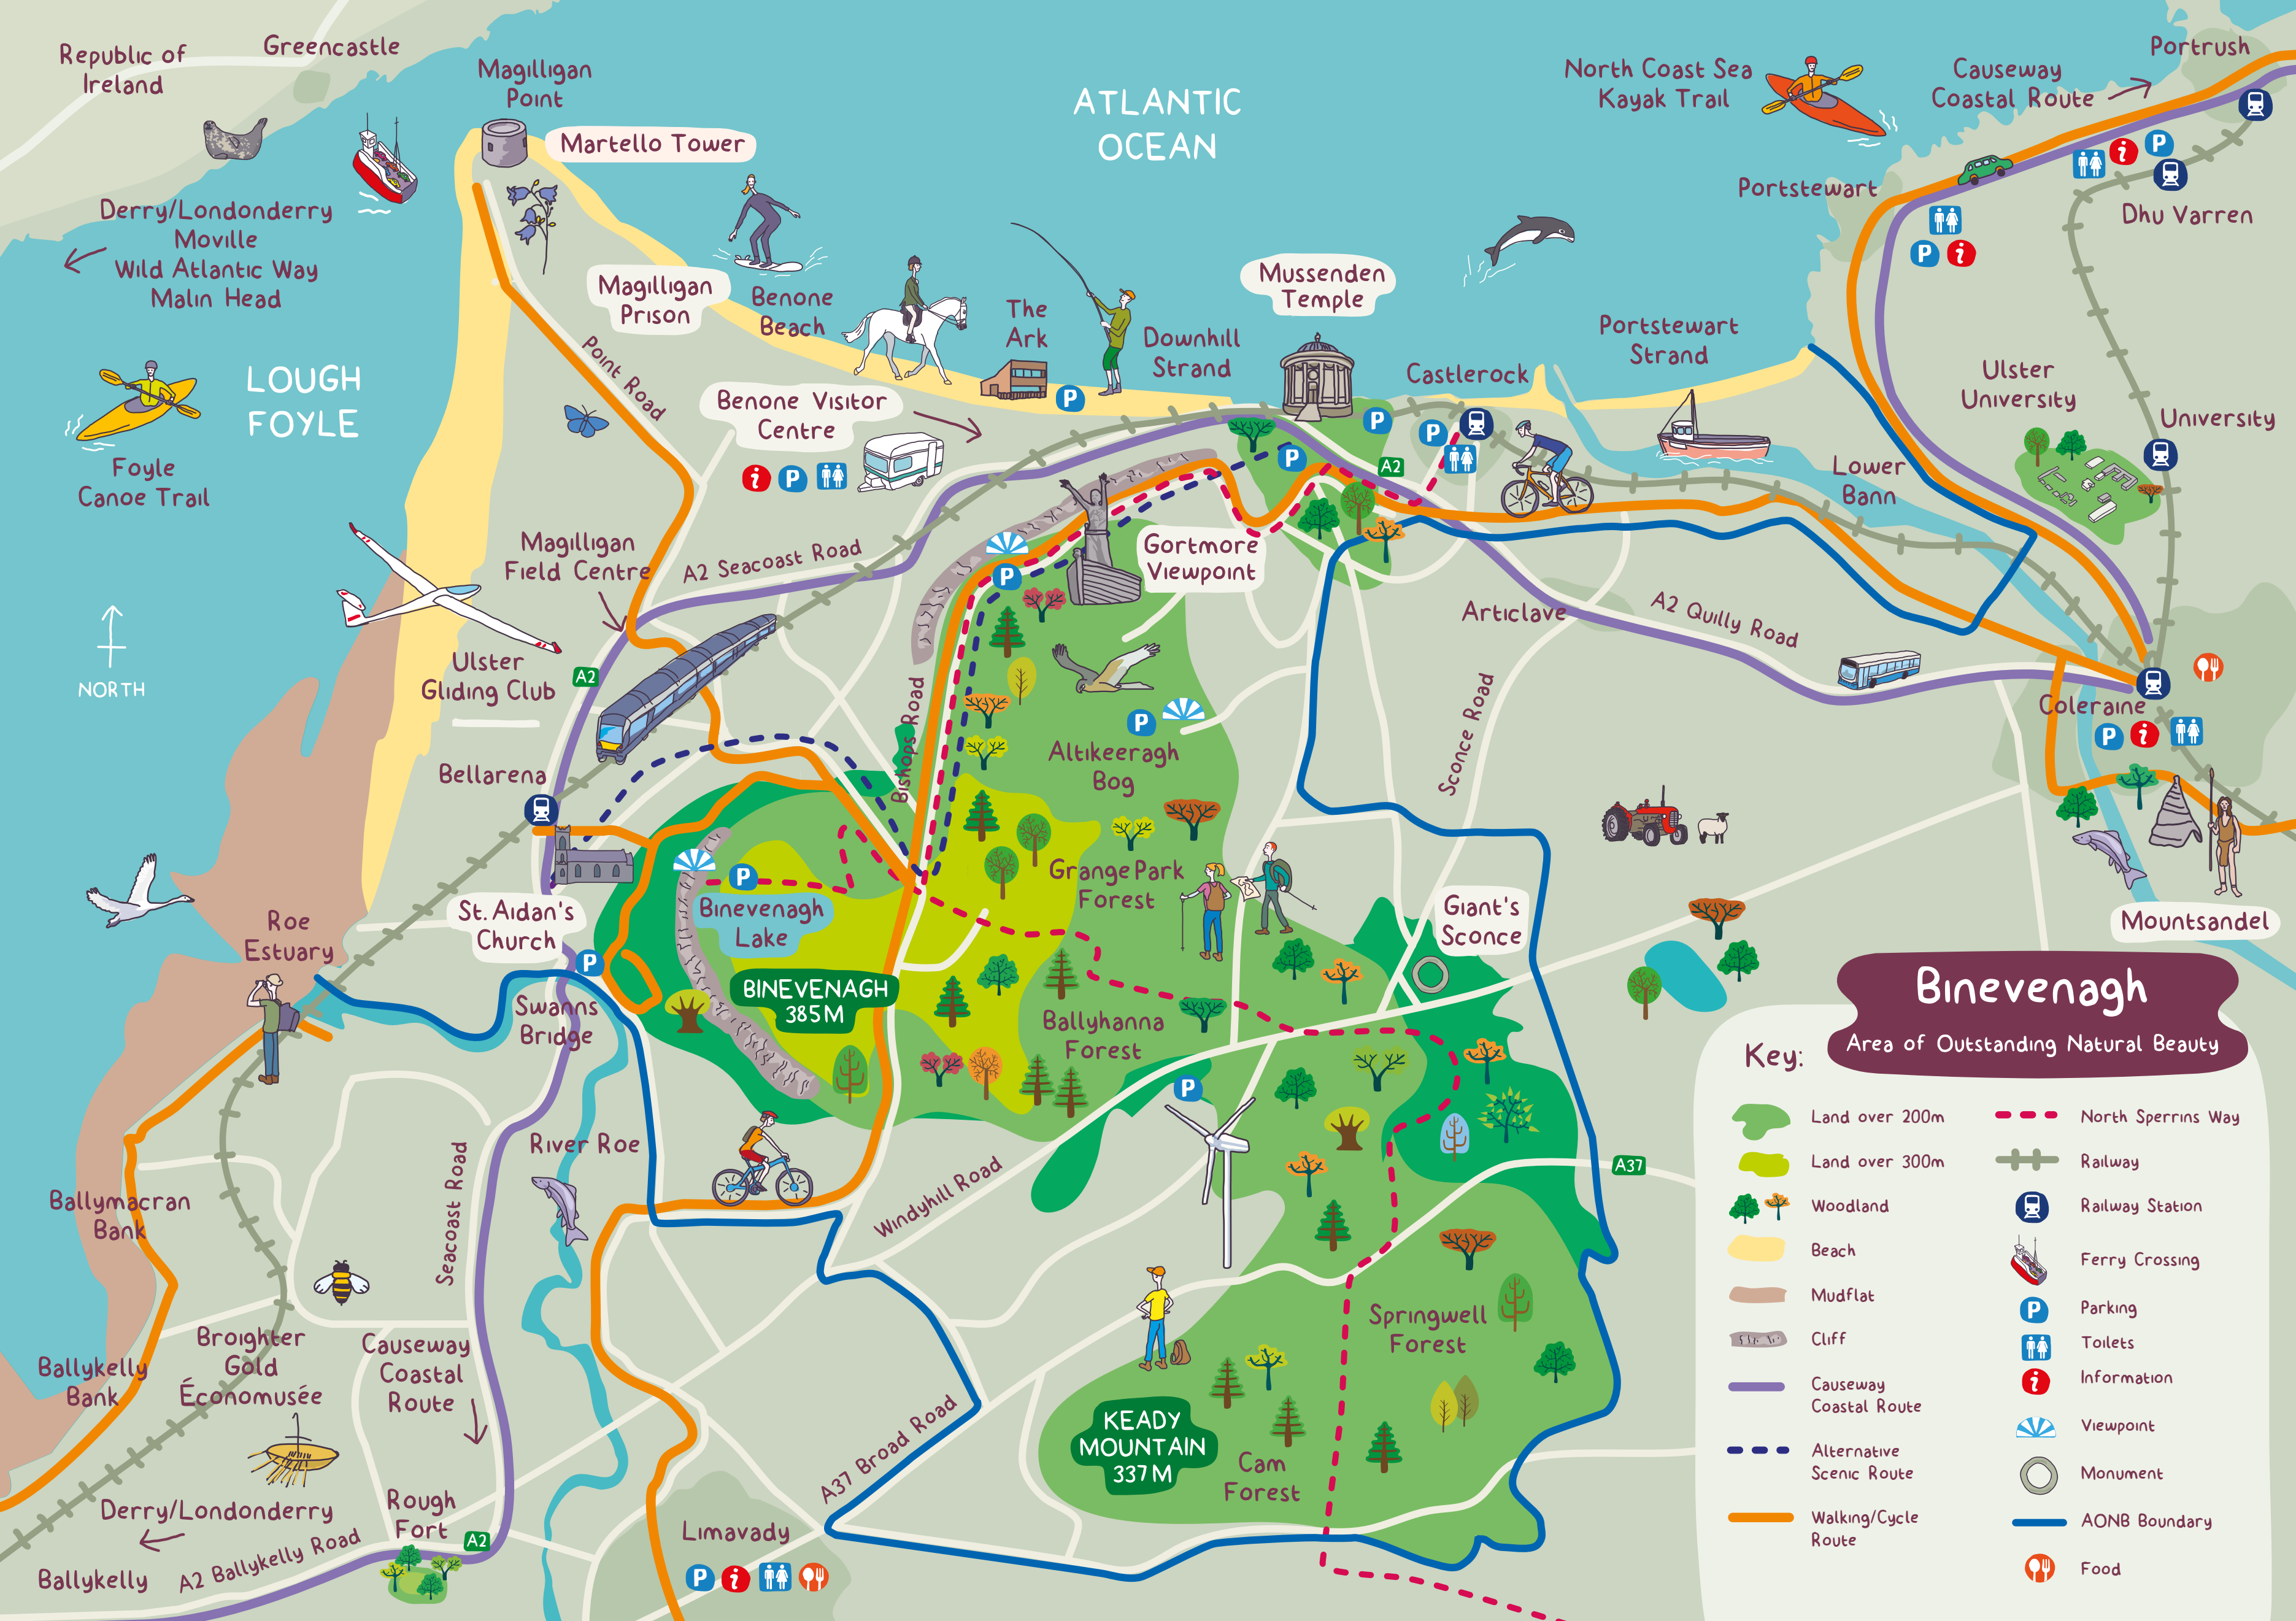 Republic of
Ireland
Greencastle
Magilligan
Point
Martello Tower
ATLANTIC
OCEAN
North Coast Sea
Kayak Trail
Causeway
Coastal Route
Portrush
Portstewart
Dhu Varren
Derry/Londonderry
Moville
Wild Atlantic Way
Malin Head
Magilligan
Prison
Benone
Beach
The
Ark
Downhill
Strand
Mussenden
Temple
Castlerock
Portstewart
Strand
Ulster
University
University
LOUGH
FOYLE
Foyle
Canoe Trail
Point Road
Benone Visitor
Centre
i P
P
P
P
P
P
i
P
i
A2
Lower
Bann
Magilligan
Field Centre
A2 Seacoast Road
Gortmore
Viewpoint
P
Articlave
A2 Quilly Road
NORTH
Ulster
Gliding Club
A2
Bishops Road
P
Altikeeragh
Bog
Sconce Road
Coleraine
P i
Bellarena
Grange Park
Forest
St. Aidan's
Church
P
Binevenagh
Lake
Giant's
Sconce
Mountsandel
Roe
Estuary
P
BINEVENAGH
385M
Swanns
Bridge
Ballyhanna
Forest
P
River Roe
Ballymacran
Bank
Seacoast Road
Windyhill Road
A37
Broighter
Gold
Économusée
Causeway
Coastal
Route
Ballykelly
Bank
Springwell
Forest
KEADY
MOUNTAIN
337M
Cam
Forest
A37 Broad Road
Derry/Londonderry
Rough
Fort
A2
A2 Ballykelly Road
Ballykelly
Limavady
P i
Binevenagh
Area of Outstanding Natural Beauty
Key:
Land over 200m
Land over 300m
Woodland
Beach
Mudflat
Cliff
Causeway
Coastal Route
Alternative
Scenic Route
Walking/Cycle
Route
North Sperrins Way
Railway
Railway Station
Ferry Crossing
P
Parking
Toilets
i
Information
Viewpoint
Monument
AONB Boundary
Food